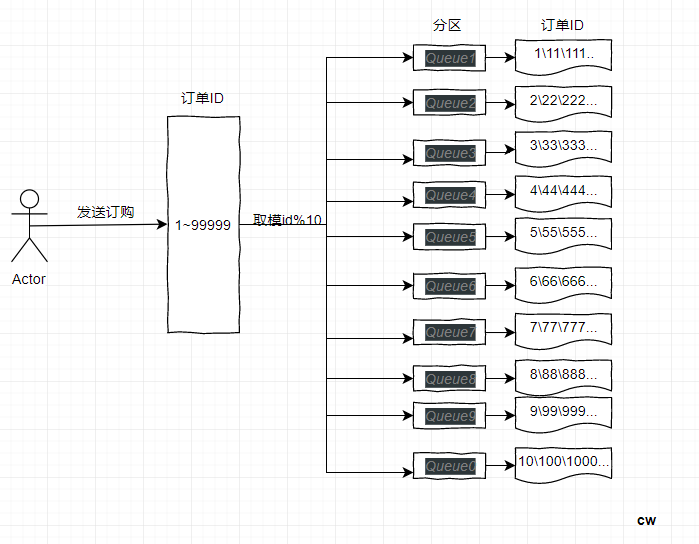 分区
订单ID
Queue1
1\11\111..
订单ID
Queue2
2\22\222...
Queue3
3\33\333...
Queue4
4\44\444...
发送订购
1~99999
取模id%10
Queue5
5\55\555...
Actor
Queue6
6\66\666...
Queue7
7\77\777...
Queue8
8\88\888...
Queue9
9\99\999...
Queue0
10\100\1000...
cw